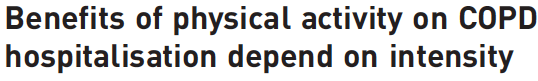 Benefits of physical activity on COPD
hospitalisation depend on intensity